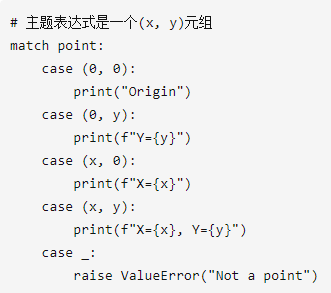 # 主题表达式是一个(x, y)元组
match point:
    case (0, 0):
        print("Origin")
    case (0, y):
        print(f"Y={y}")
    case (x, 0):
        print(f"X={x}")
    case (x, y):
        print(f"X={x}, Y={y}")
    case _:
        raise ValueError("Not a point")